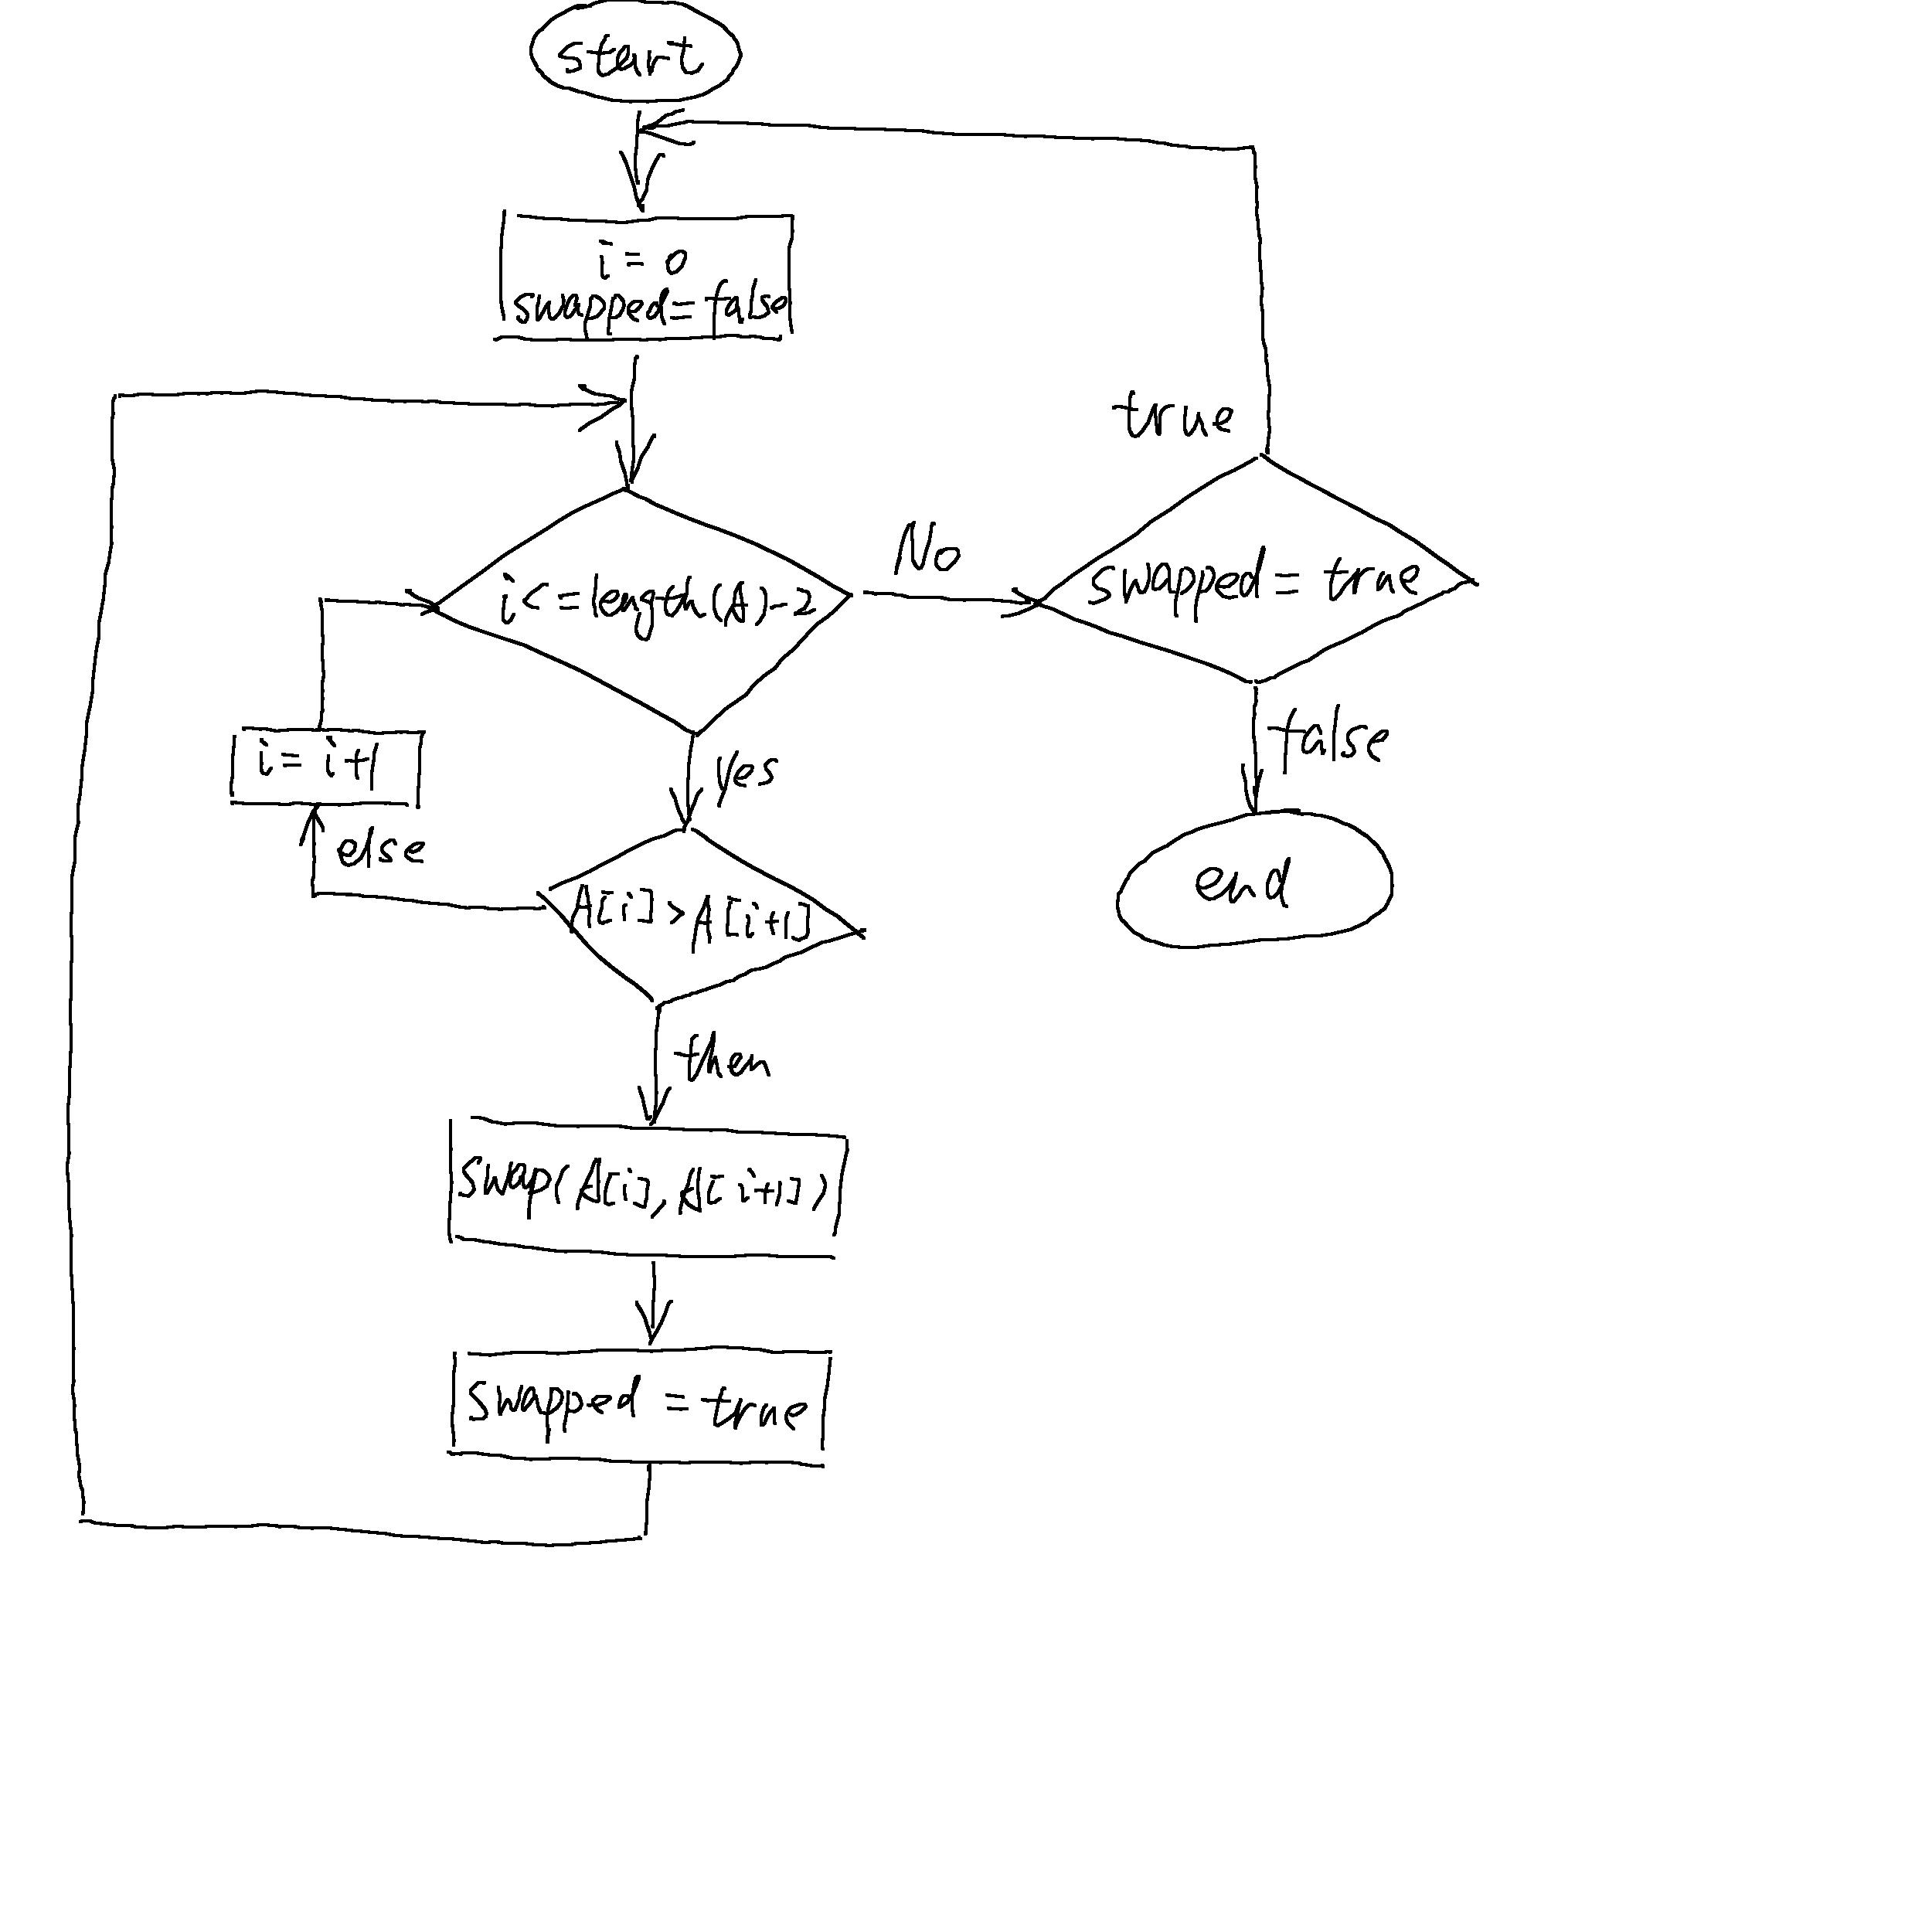 start
i = 0
swapped = false
true
i <= length(A) - 2
No
swapped = true
i = i+1
yes
false
else
A[i] > A[i+1]
end
then
swap(A[i], A[i+1])
swapped = true